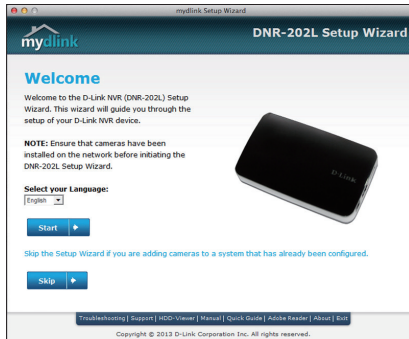 mydlink Setup Wizard
mydlink
DNR-202L Setup Wizard
Welcome
Welcome to the D-Link NVR (DNR-202L) Setup
Wizard. This wizard will guide you through the
setup of your D-Link NVR device.
NOTE: Ensure that cameras have been
installed on the network before initiating the
DNR-202L Setup Wizard.
D-Link
Select your Language:
English
Start
Skip the Setup Wizard if you are adding cameras to a system that has already been configured.
Skip
Troubleshooting | Support | HDD-Viewer | Manual | Quick Guide | Adobe Reader | About | Exit
Copyright © 2013 D-Link Corporation Inc. All rights reserved.